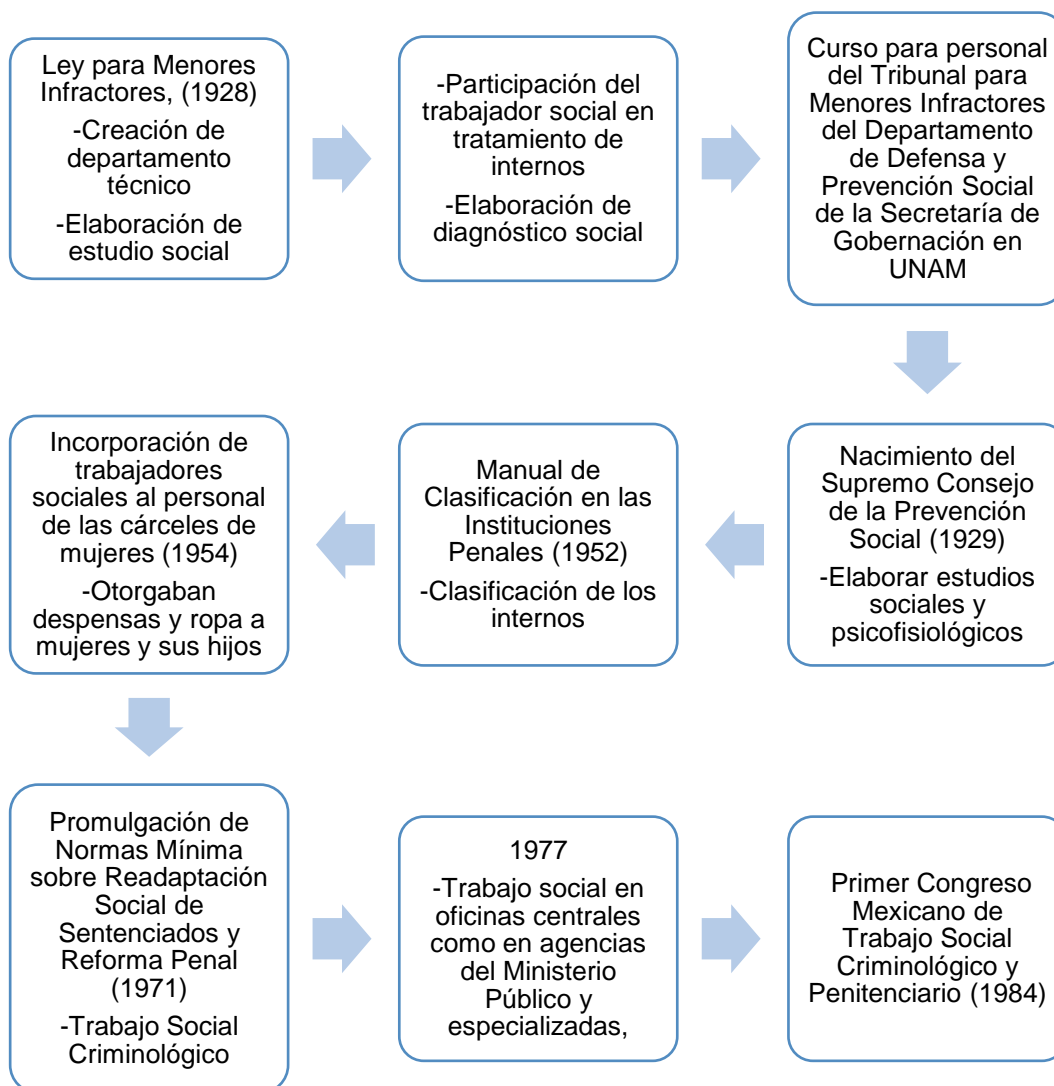 Ley para Menores
Infractores, (1928)
-Creación de
departamento
técnico
-Elaboración de
estudio social
-Participación del
trabajador social en
tratamiento de
internos
-Elaboración de
diagnóstico social
Curso para personal
del Tribunal para
Menores Infractores
del Departamento
de Defensa y
Prevención Social
de la Secretaría de
Gobernación en
UNAM
Nacimiento del
Supremo Consejo
de la Prevención
Social (1929)
-Elaborar estudios
sociales y
psicofisiológicos
Manual de
Clasificación en las
Instituciones
Penales (1952)
-Clasificación de los
internos
Incorporación de
trabajadores
sociales al personal
de las cárceles de
mujeres (1954)
-Otorgaban
despensas y ropa a
mujeres y sus hijos
Promulgación de
Normas Mínima
sobre Readaptación
Social de
Sentenciados y
Reforma Penal
(1971)
-Trabajo Social
Criminológico
1977
-Trabajo social en
oficinas centrales
como en agencias
del Ministerio
Público y
especializadas,
Primer Congreso
Mexicano de
Trabajo Social
Criminológico y
Penitenciario (1984)